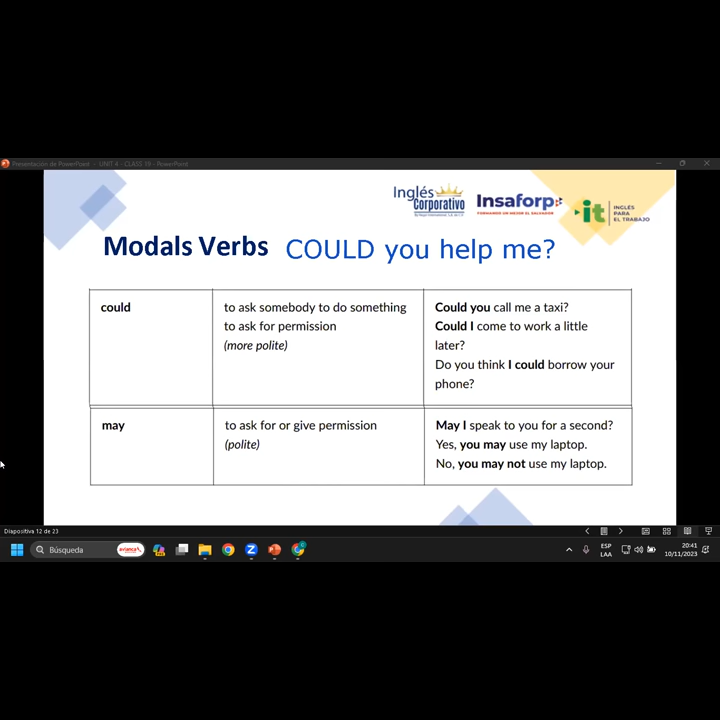 Presentación de PowerPoint - UNIT 4 - CLASS 19 - PowerPoint
Inglés
Corporativo
Insaforp
FORMANDO UN MEJOR EL SALVADOR
it
INGLÉS
PARA
EL TRABAJO
Modals Verbs COULD you help me?
could
to ask somebody to do something
to ask for permission
(more polite)
Could you call me a taxi?
Could I come to work a little
later?
Do you think I could borrow your
phone?
may
to ask for or give permission
(polite)
May I speak to you for a second?
Yes, you may use my laptop.
No, you may not use my laptop.
Diapositiva 12 de 23
Búsqueda
avianca
ESP
LAA
20:41
10/11/2023